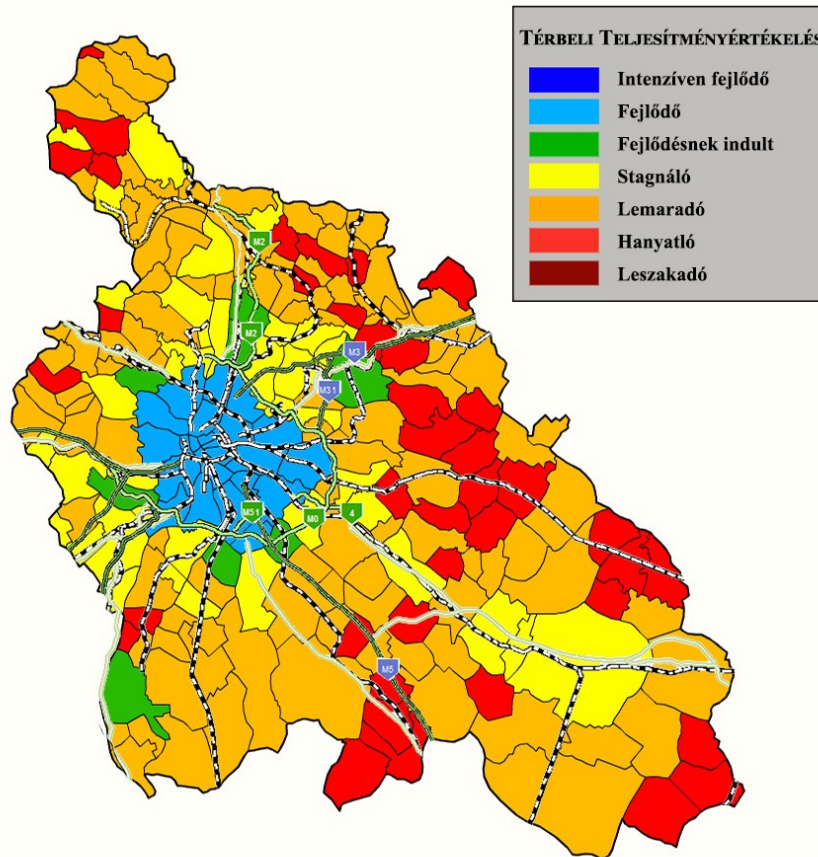 TÉRBELI TELJESÍTMÉNYÉRTÉKELÉS
Intenzíven fejlődő
Fejlődő
Fejlődésnek indult
Stagnáló
Lemaradó
Hanyatló
Leszakadó
M2
M2
M3
M31
M51
M0
4
M5